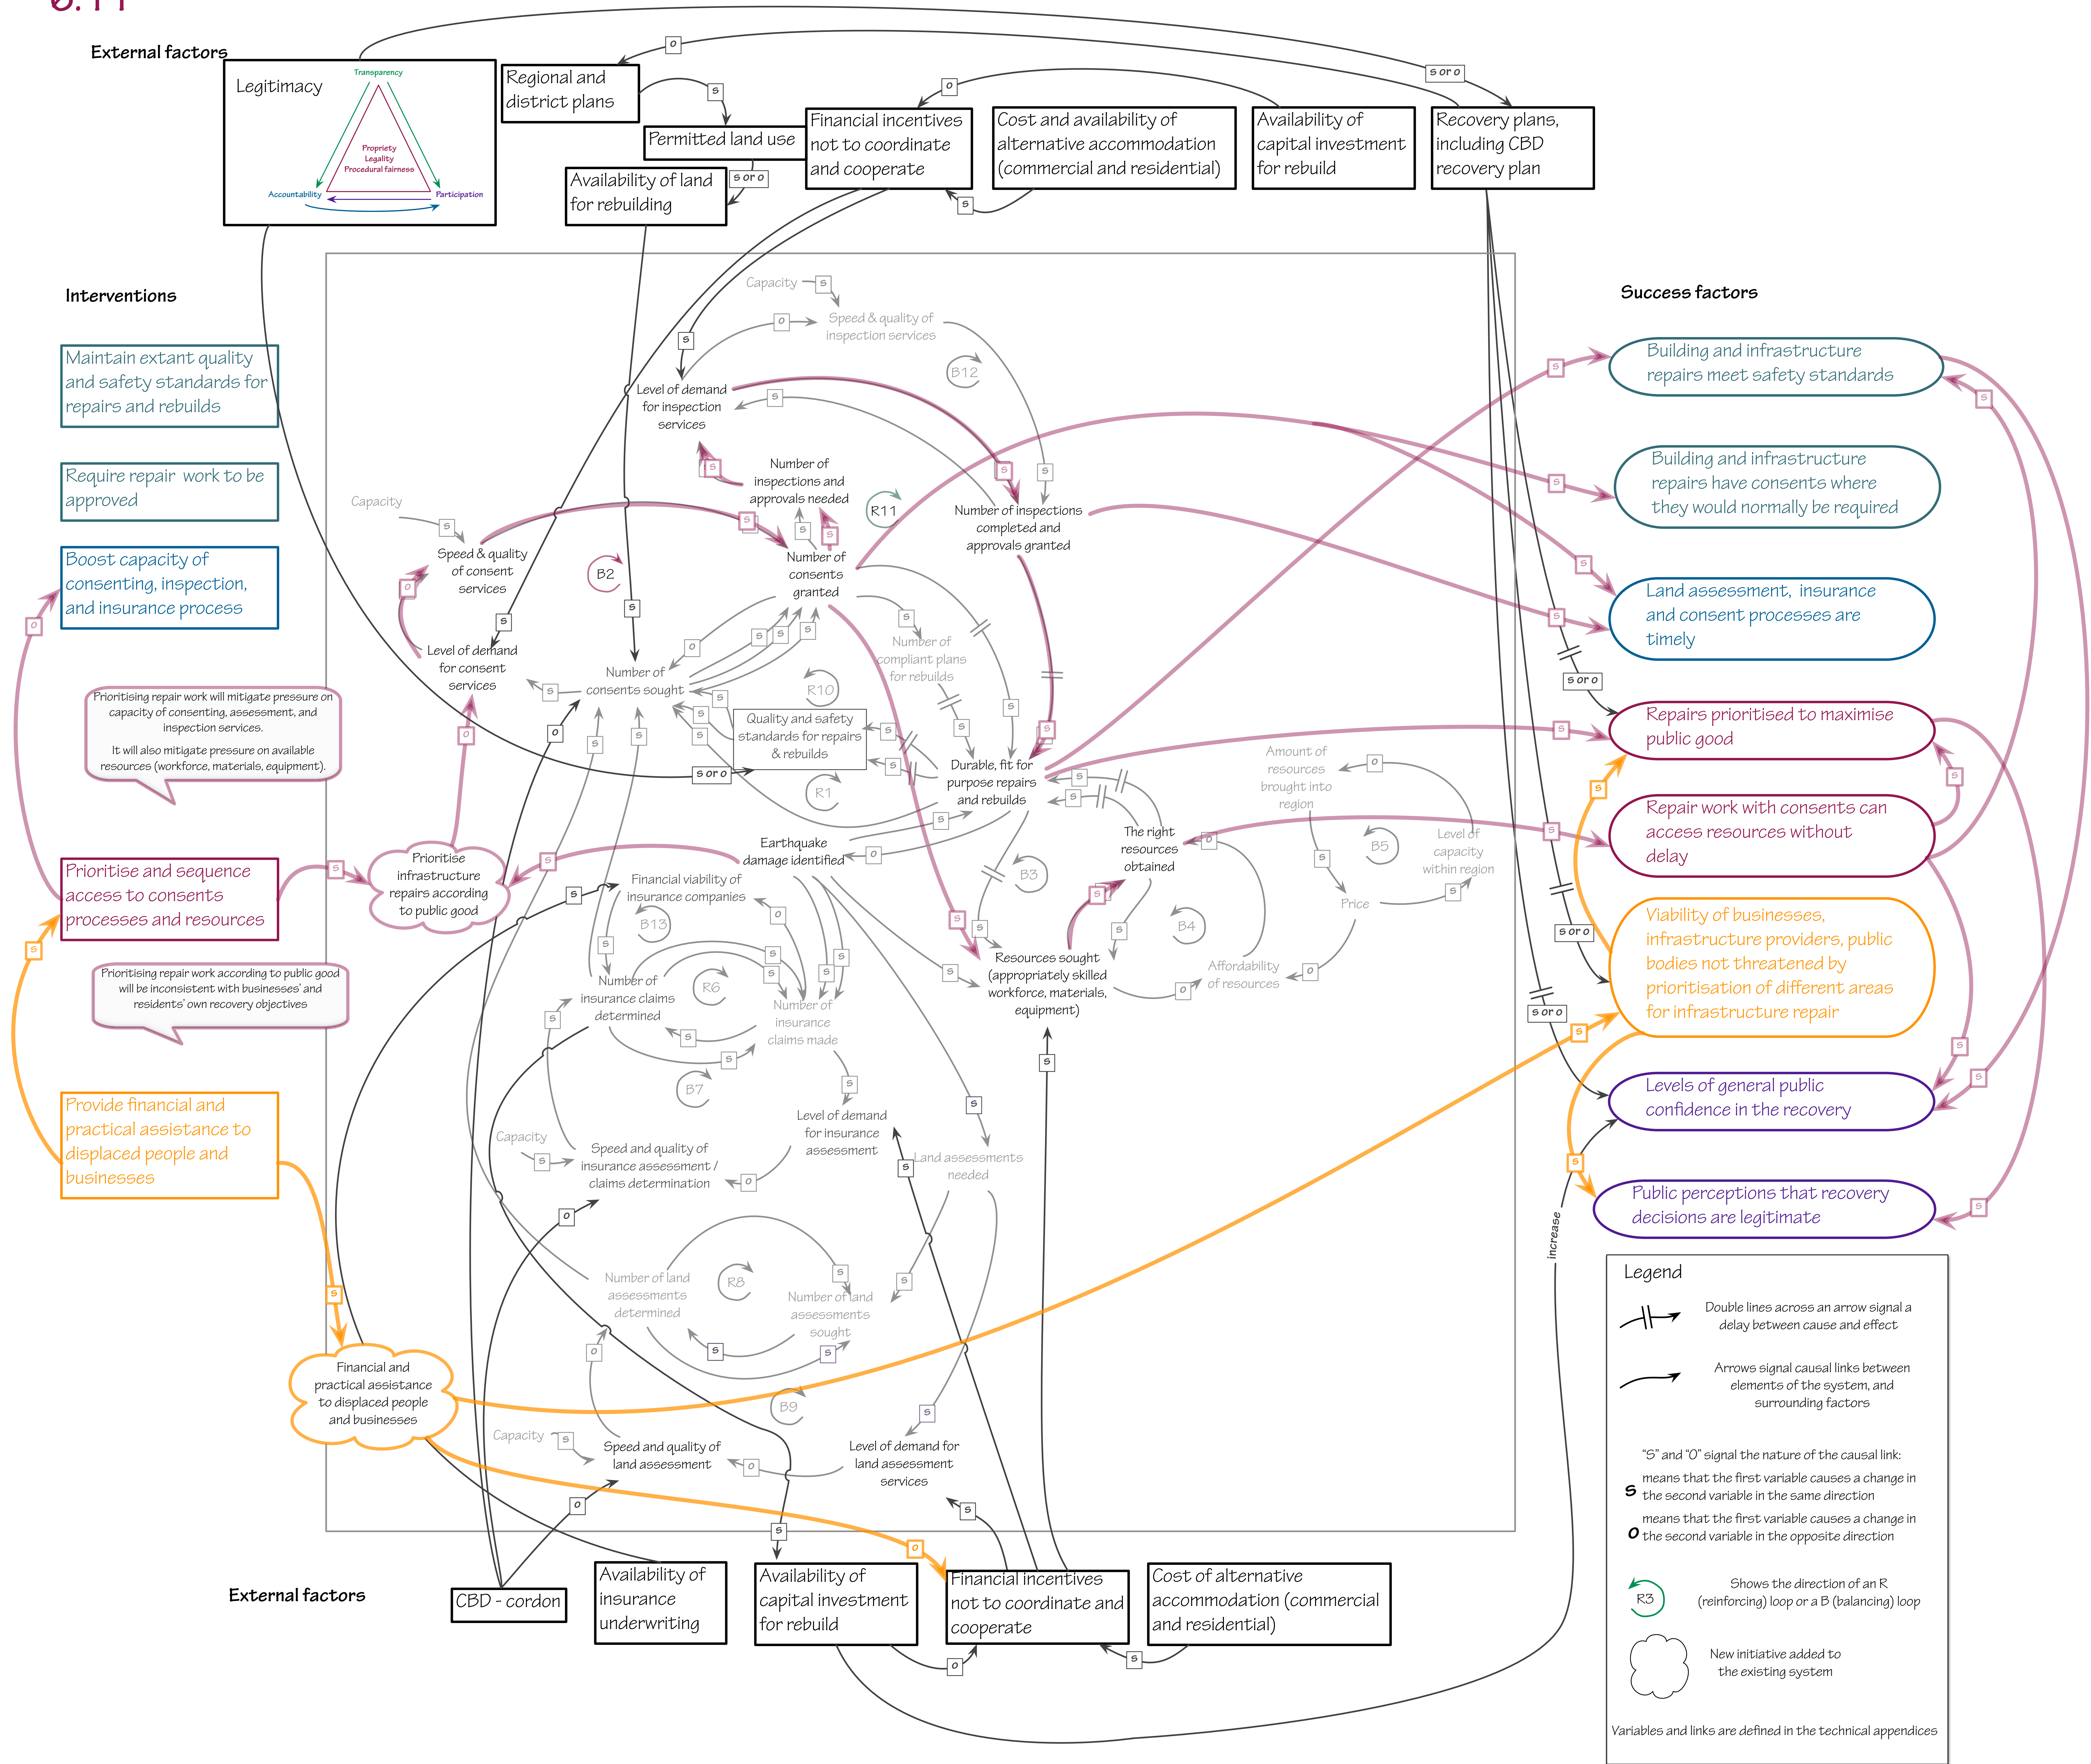 External factors
Legitimacy
Transparency
Propriety
Legality
Procedural fairness
Accountability
Participation
Regional and
district plans
Permitted land use
Availability of land
for rebuilding
Financial incentives
not to coordinate
and cooperate
Cost and availability of
alternative accommodation
(commercial and residential)
Availability of
capital investment
for rebuild
Recovery plans,
including CBD
recovery plan
O
S
S or O
O
S
S or O
Interventions
Maintain extant quality
and safety standards for
repairs and rebuilds
Require repair work to be
approved
Boost capacity of
consenting, inspection,
and insurance process
Prioritising repair work will mitigate pressure on
capacity of consenting, assessment, and
inspection services.
It will also mitigate pressure on available
resources (workforce, materials, equipment).
Prioritise and sequence
access to consents
processes and resources
Prioritising repair work according to public good
will be inconsistent with businesses' and
residents' own recovery objectives
Provide financial and
practical assistance to
displaced people and
businesses
Prioritise
infrastructure
repairs according
to public good
Financial and
practical assistance
to displaced people
and businesses
Capacity
Speed & quality of
inspection services
B12
Level of demand
for inspection
services
Number of
inspections and
approvals needed
R11
Number of inspections
completed and
approvals granted
Capacity
Speed & quality
of consent
services
B2
Number of
consents
granted
Level of demand
for consent
services
Number of
consents sought
Number of
compliant plans
for rebuilds
R10
Quality and safety
standards for repairs
& rebuilds
S or O
R1
Durable, fit for
purpose repairs
and rebuilds
Amount of
resources
brought into
region
Earthquake
damage identified
The right
resources
obtained
B5
Level of
capacity
within region
B3
Financial viability of
insurance companies
Price
B13
B4
Resources sought
(appropriately skilled
workforce, materials,
equipment)
Affordability
of resources
Number of
insurance claims
determined
R6
Number of
insurance
claims made
B7
Level of demand
for insurance
assessment
Capacity
Speed and quality of
insurance assessment /
claims determination
Land assessments
needed
Number of land
assessments
determined
R8
Number of land
assessments
sought
B9
Capacity
Speed and quality of
land assessment
Level of demand for
land assessment
services
Success factors
Building and infrastructure
repairs meet safety standards
Building and infrastructure
repairs have consents where
they would normally be required
Land assessment, insurance
and consent processes are
timely
S or O
Repairs prioritised to maximise
public good
Repair work with consents can
access resources without
delay
Viability of businesses,
infrastructure providers, public
bodies not threatened by
prioritisation of different areas
for infrastructure repair
S or O
S or O
Levels of general public
confidence in the recovery
Public perceptions that recovery
decisions are legitimate
increase
External factors
CBD - cordon
Availability of
insurance
underwriting
Availability of
capital investment
for rebuild
Financial incentives
not to coordinate and
cooperate
Cost of alternative
accommodation (commercial
and residential)
Legend
Double lines across an arrow signal a
delay between cause and effect
Arrows signal causal links between
elements of the system, and
surrounding factors
"S" and "O" signal the nature of the causal link:
means that the first variable causes a change in
S the second variable in the same direction
means that the first variable causes a change in
O the second variable in the opposite direction
R3
Shows the direction of an R
(reinforcing) loop or a B (balancing) loop
New initiative added to
the existing system
Variables and links are defined in the technical appendices